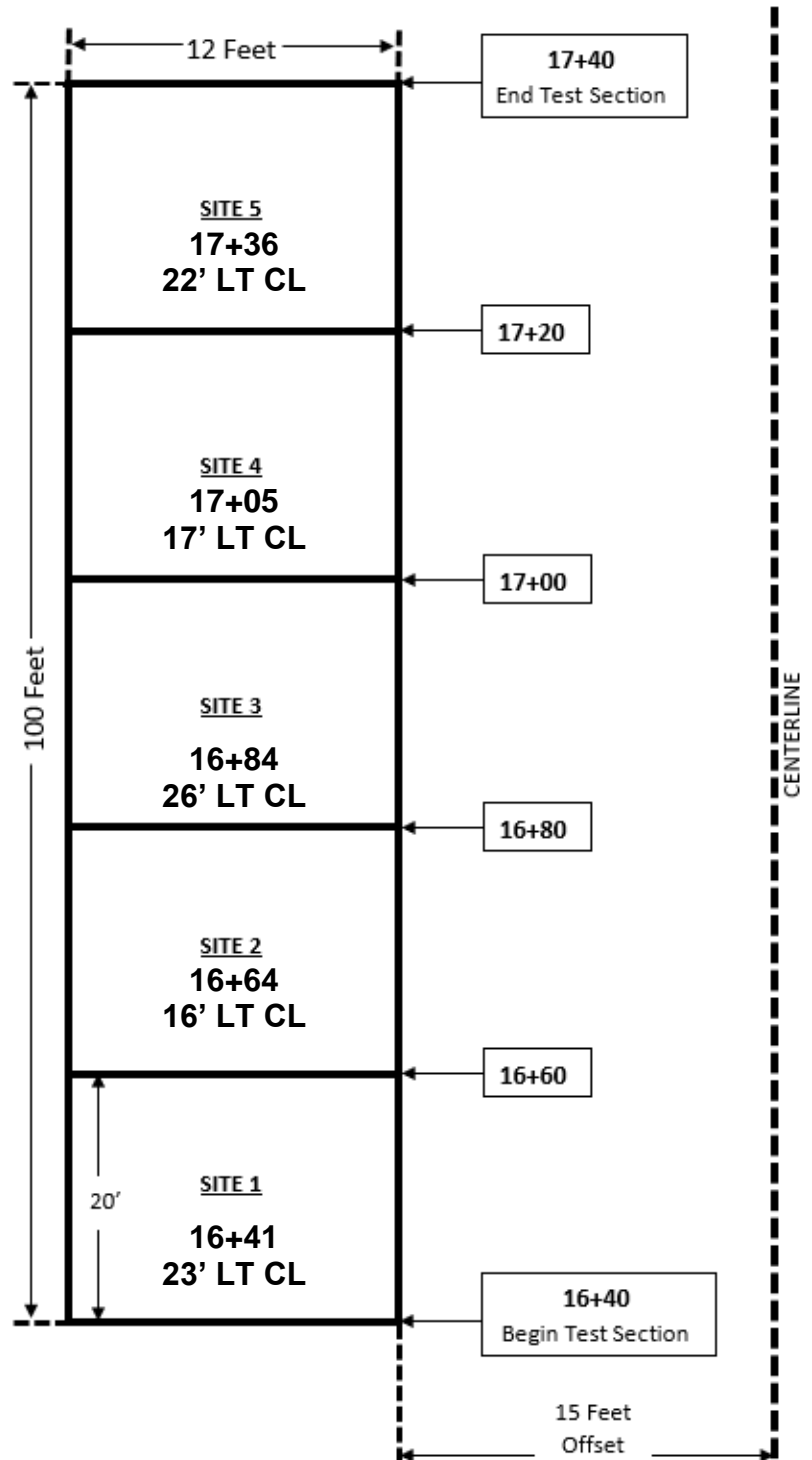 12 Feet
17+40
End Test Section
SITE 5
17+36
22’ LT CL
17+20
SITE 4
17+05
17’ LT CL
17+00
100 Feet
SITE 3
16+84
26’ LT CL
CENTERLINE
16+80
SITE 2
16+64
16’ LT CL
16+60
20’
SITE 1
16+41
23’ LT CL
16+40
Begin Test Section
15 Feet
Offset